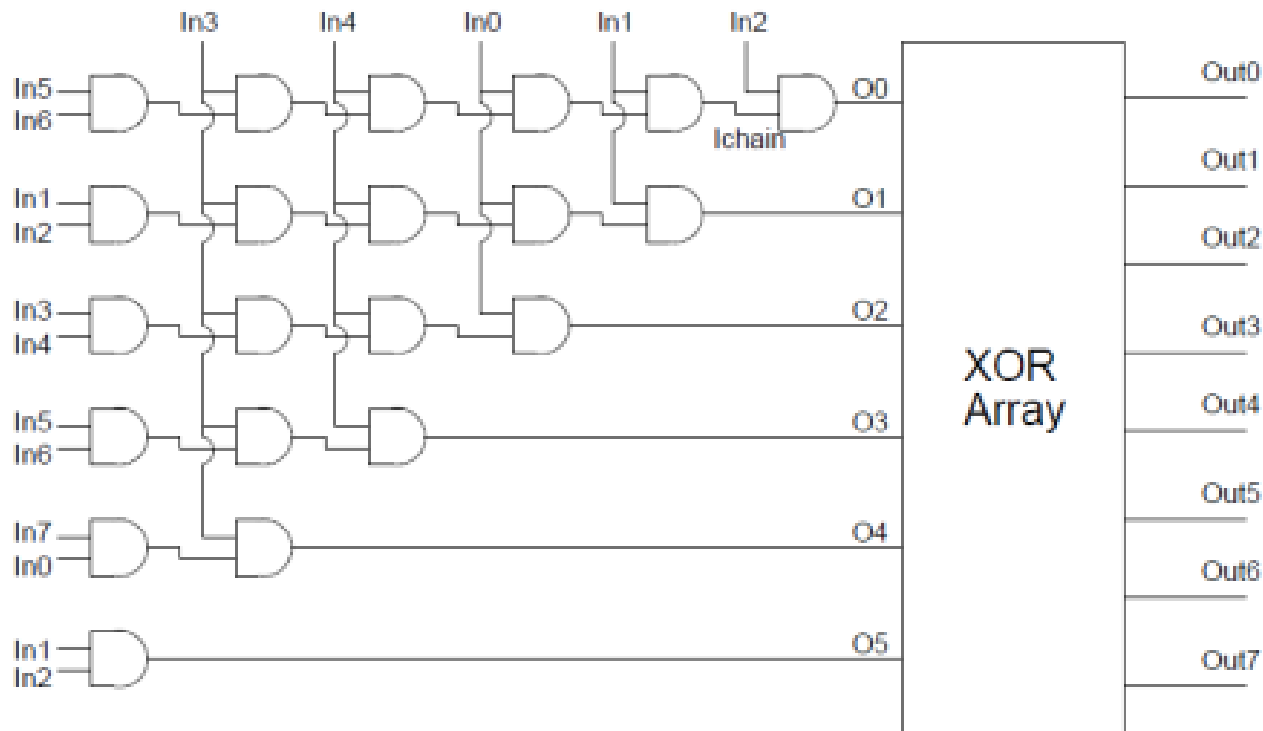 In3 In4 In0 In1 In2
In5
In6
O0
Out0
Ichain
Out1
In1
In2
O1
Out2
In3
In4
O2
Out3
XOR
Array
Out4
In5
In6
O3
Out5
In7
In0
O4
Out6
In1
In2
O5
Out7